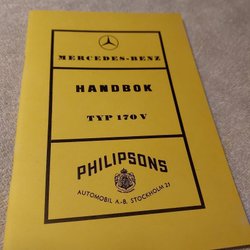 MERCEDES-BENZ
HANDBOK
TYP 170 V
PHILIPSONS
AUTOMOBIL A-B, STOCKHOLM 21